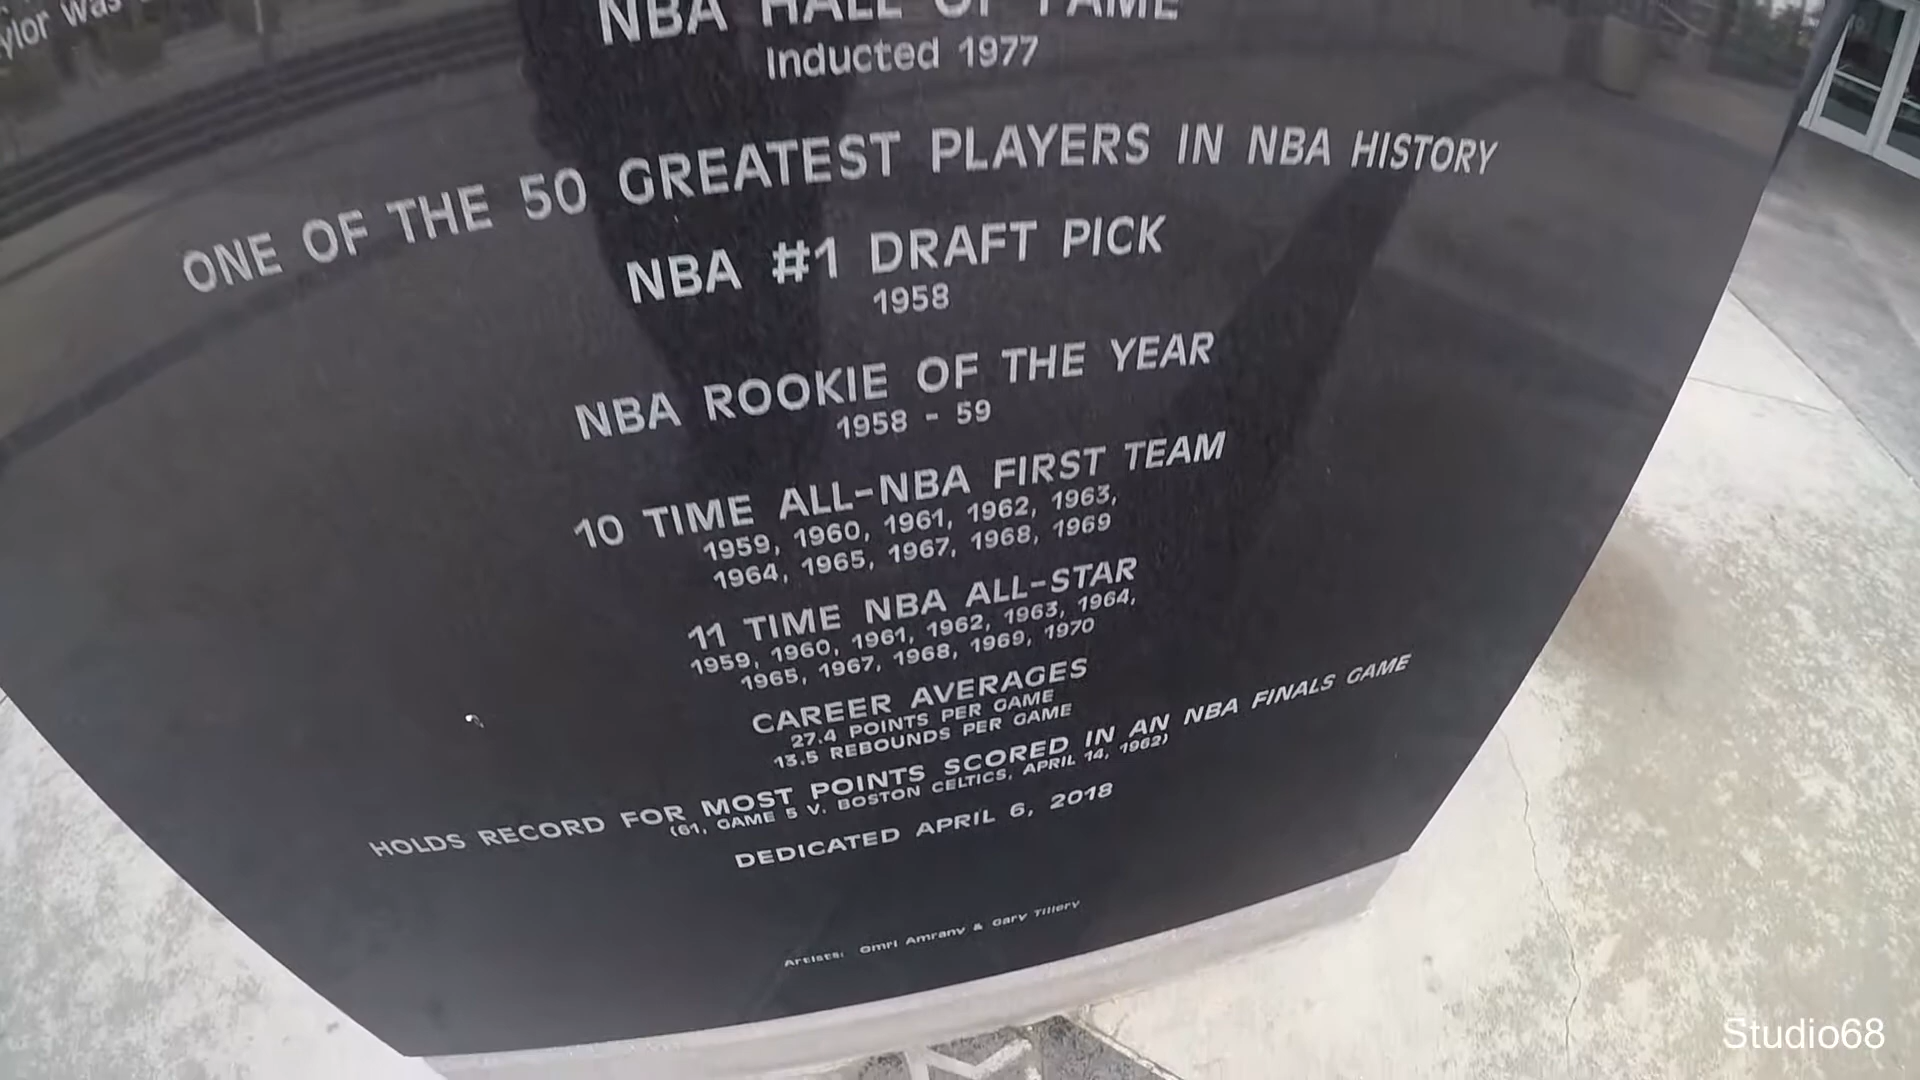 ylor was
NBA HALL OF FAME
Inducted 1977
ONE OF THE 50 GREATEST PLAYERS IN NBA HISTORY
NBA #1 DRAFT PICK
1958
NBA ROOKIE OF THE YEAR
1958 - 59
10 TIME ALL-NBA FIRST TEAM
1959, 1960, 1961, 1962, 1963,
1964, 1965, 1967, 1968, 1969
11 TIME NBA ALL-STAR
1959, 1960, 1961, 1962, 1963, 1964,
1965, 1967, 1968, 1969, 1970
CAREER AVERAGES
27.4 POINTS PER GAME
13.5 REBOUNDS PER GAME
HOLDS RECORD FOR MOST POINTS SCORED IN AN NBA FINALS GAME
(61, GAME 5 V. BOSTON CELTICS, APRIL 14, 1962)
DEDICATED APRIL 6, 2018
Artists: Omri Amrany & Gary Tillery
Studio68